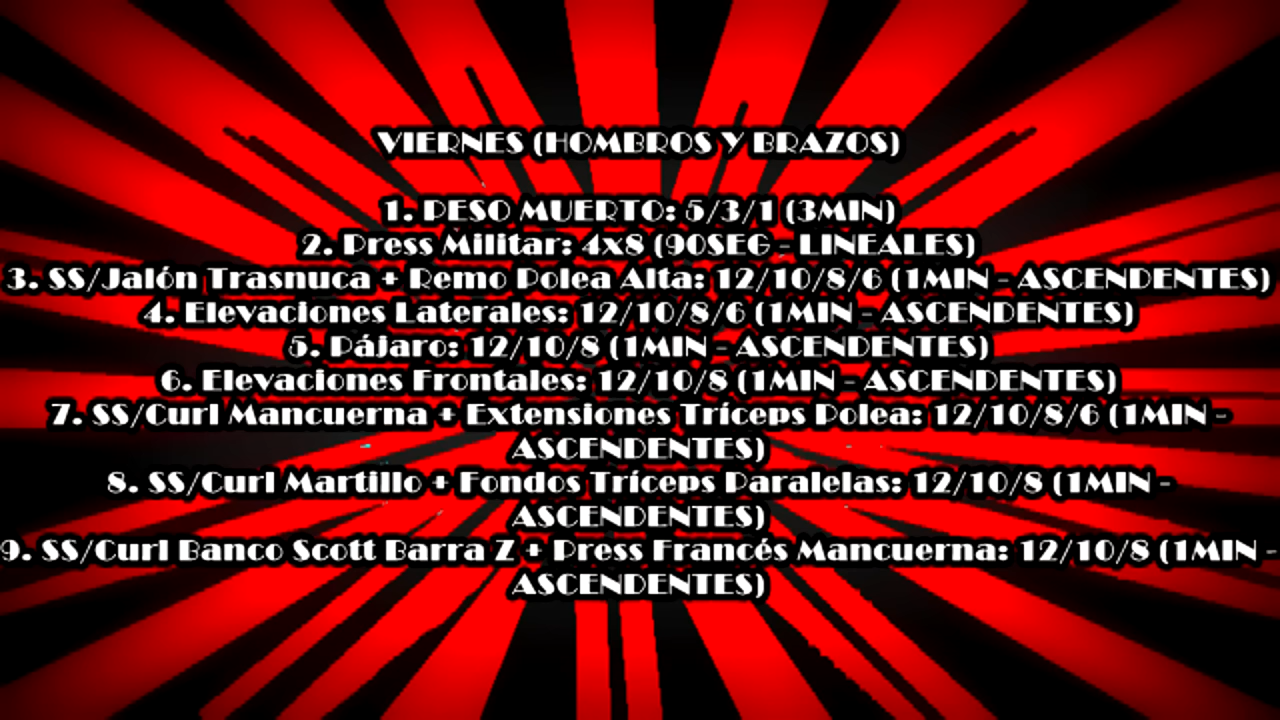 VIERNES (HOMBROS Y BRAZOS)
1. PESO MUERTO: 5/3/1 (3MIN)
2. Press Militar: 4x8 (90SEG - LINEALES)
3. SS/Jalón Trasnuca + Remo Polea Alta: 12/10/8/6 (1MIN - ASCENDENTES)
4. Elevaciones Laterales: 12/10/8/6 (1MIN - ASCENDENTES)
5. Pájaro: 12/10/8 (1MIN - ASCENDENTES)
6. Elevaciones Frontales: 12/10/8 (1MIN - ASCENDENTES)
7. SS/Curl Mancuerna + Extensiones Tríceps Polea: 12/10/8/6 (1MIN -
ASCENDENTES)
8. SS/Curl Martillo + Fondos Tríceps Paralelas: 12/10/8 (1MIN -
ASCENDENTES)
9. SS/Curl Banco Scott Barra Z + Press Francés Mancuerna: 12/10/8 (1MIN -
ASCENDENTES)